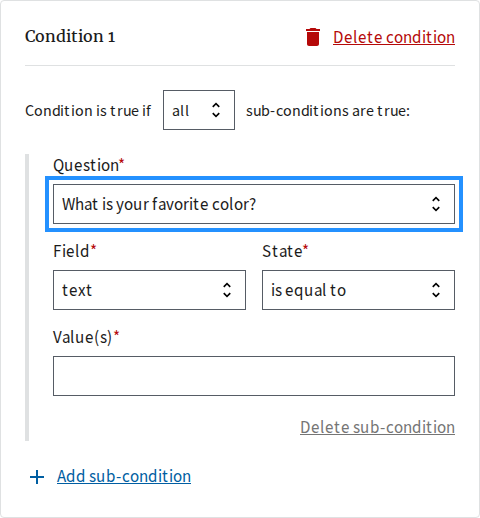 Condition 1
Delete condition
Condition is true if all sub-conditions are true:
Question*
What is your favorite color?
Field* State*
text is equal to
Value(s)*
Delete sub-condition
Add sub-condition